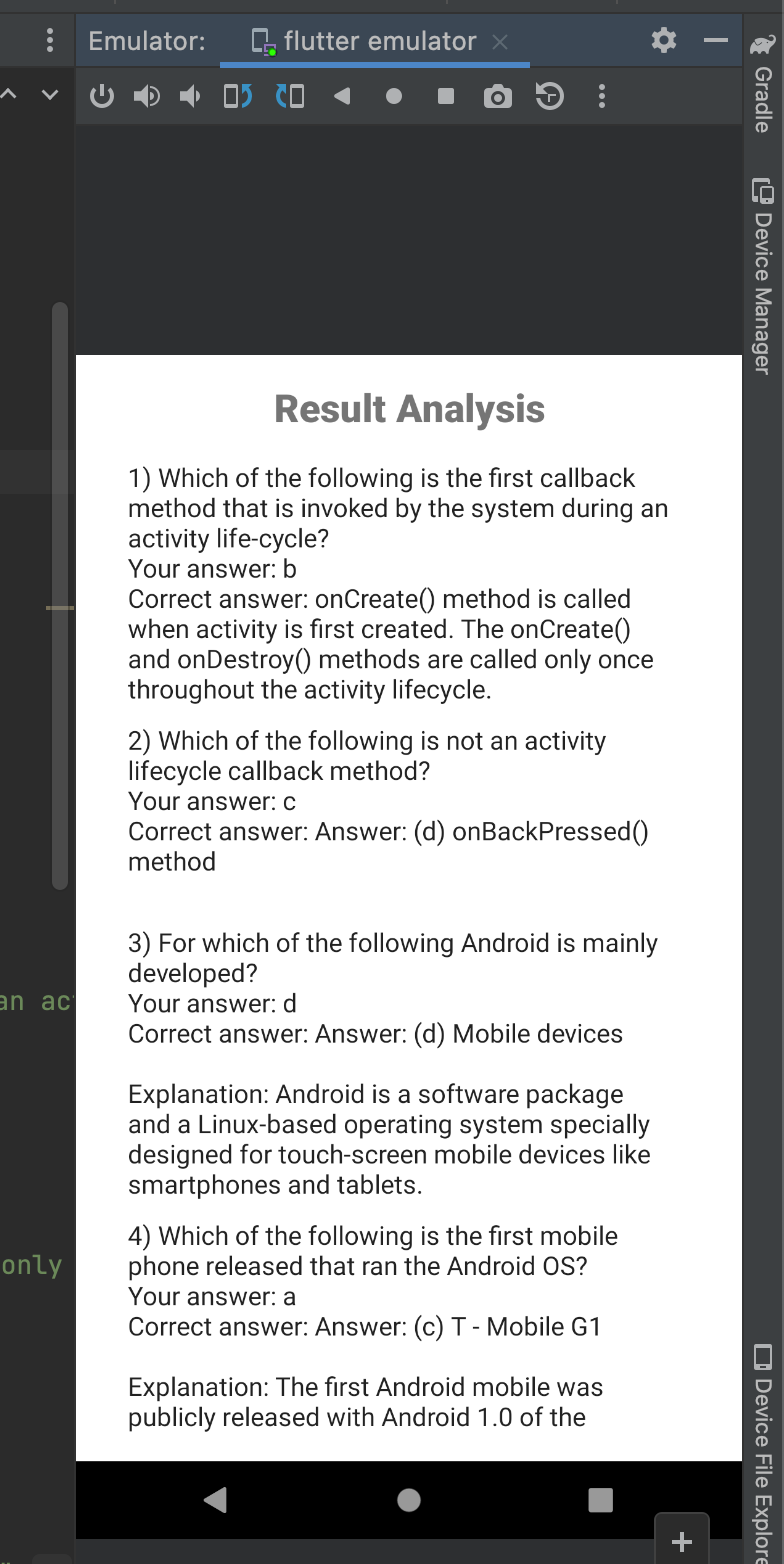 Emulator:
flutter emulator
Gradle
Device Manager
Result Analysis
1) Which of the following is the first callback
method that is invoked by the system during an
activity life-cycle?
Your answer: b
Correct answer: onCreate() method is called
when activity is first created. The onCreate()
and onDestroy() methods are called only once
throughout the activity lifecycle.
2) Which of the following is not an activity
lifecycle callback method?
Your answer: c
Correct answer: Answer: (d) onBackPressed()
method
3) For which of the following Android is mainly
developed?
an ac
Your answer: d
Correct answer: Answer: (d) Mobile devices
Explanation: Android is a software package
and a Linux-based operating system specially
designed for touch-screen mobile devices like
smartphones and tablets.
4) Which of the following is the first mobile
phone released that ran the Android OS?
only
Your answer: a
Correct answer: Answer: (c) T - Mobile G1
Explanation: The first Android mobile was
publicly released with Android 1.0 of the
Device File Explore